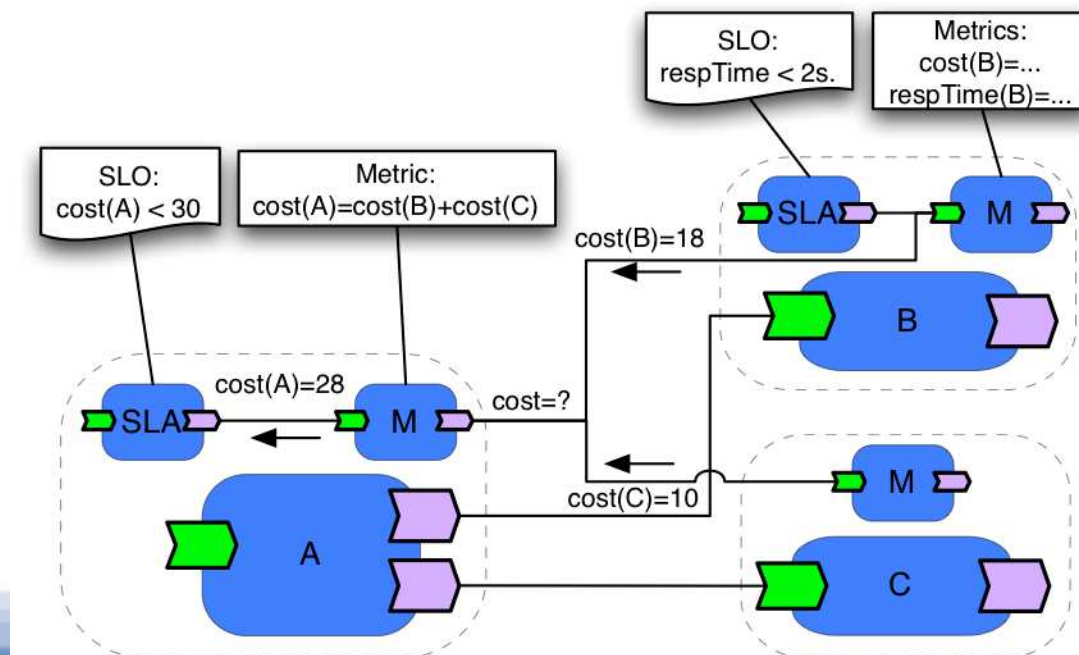 SLO:
respTime < 2s.
Metrics:
cost(B)=...
respTime(B)=...
SLO:
cost(A) < 30
Metric:
cost(A)=cost(B)+cost(C)
SLA
M
cost(B)=18
B
cost(A)=28
cost=?
SLA
M
cost(C)=10
M
A
C